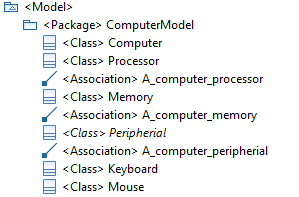 <Model>
<Package> ComputerModel
<Class> Computer
<Class> Processor
<Association> A_computer_processor
<Class> Memory
<Association> A_computer_memory
<Class> Peripherial
<Association> A_computer_peripherial
<Class> Keyboard
<Class> Mouse